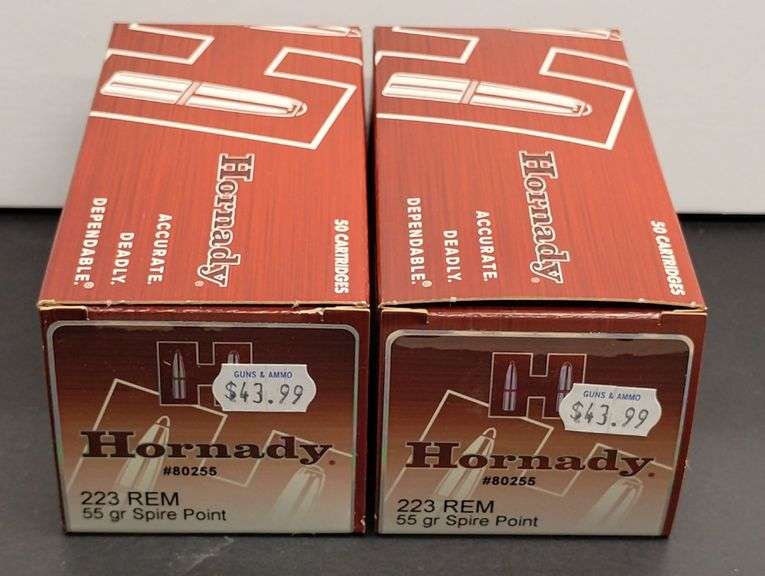 Hornady®
ACCURATE.
DEADLY.
DEPENDABLE.®
50 CARTRIDGES
H
GUNS & AMMO
$43.99
Hornady
#80255
223 REM
55 gr Spire Point
Hornady®
ACCURATE.
DEADLY.
DEPENDABLE.®
50 CARTRIDGES
H
GUNS & AMMO
$43.99
Hornady
#80255
223 REM
55 gr Spire Point